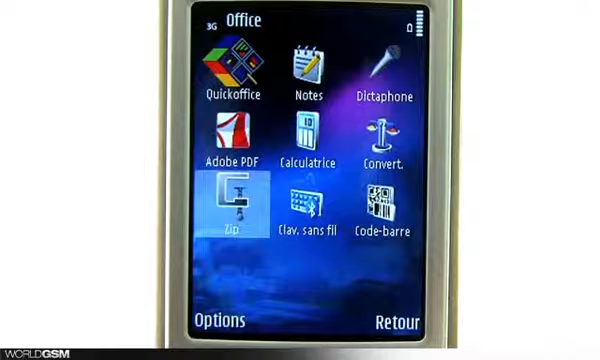 3G Office
Quickoffice Notes Dictaphone
Adobe PDF Calculatrice Convert.
Zip Clav. sans fil Code-barre
Options Retour
WORLDGSM